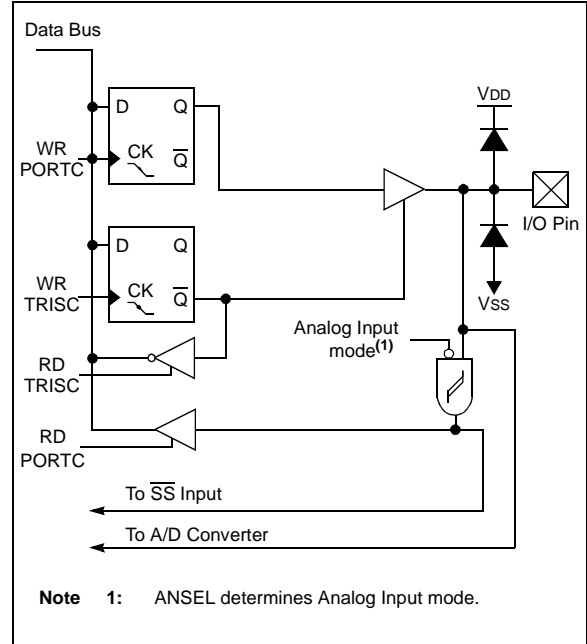 Data Bus
D Q
VDD
WR
PORTC
CK Q
I/O Pin
D Q
WR
TRISC
CK Q
VSS
Analog Input
mode(1)
RD
TRISC
RD
PORTC
To SS Input
To A/D Converter
Note 1: ANSEL determines Analog Input mode.